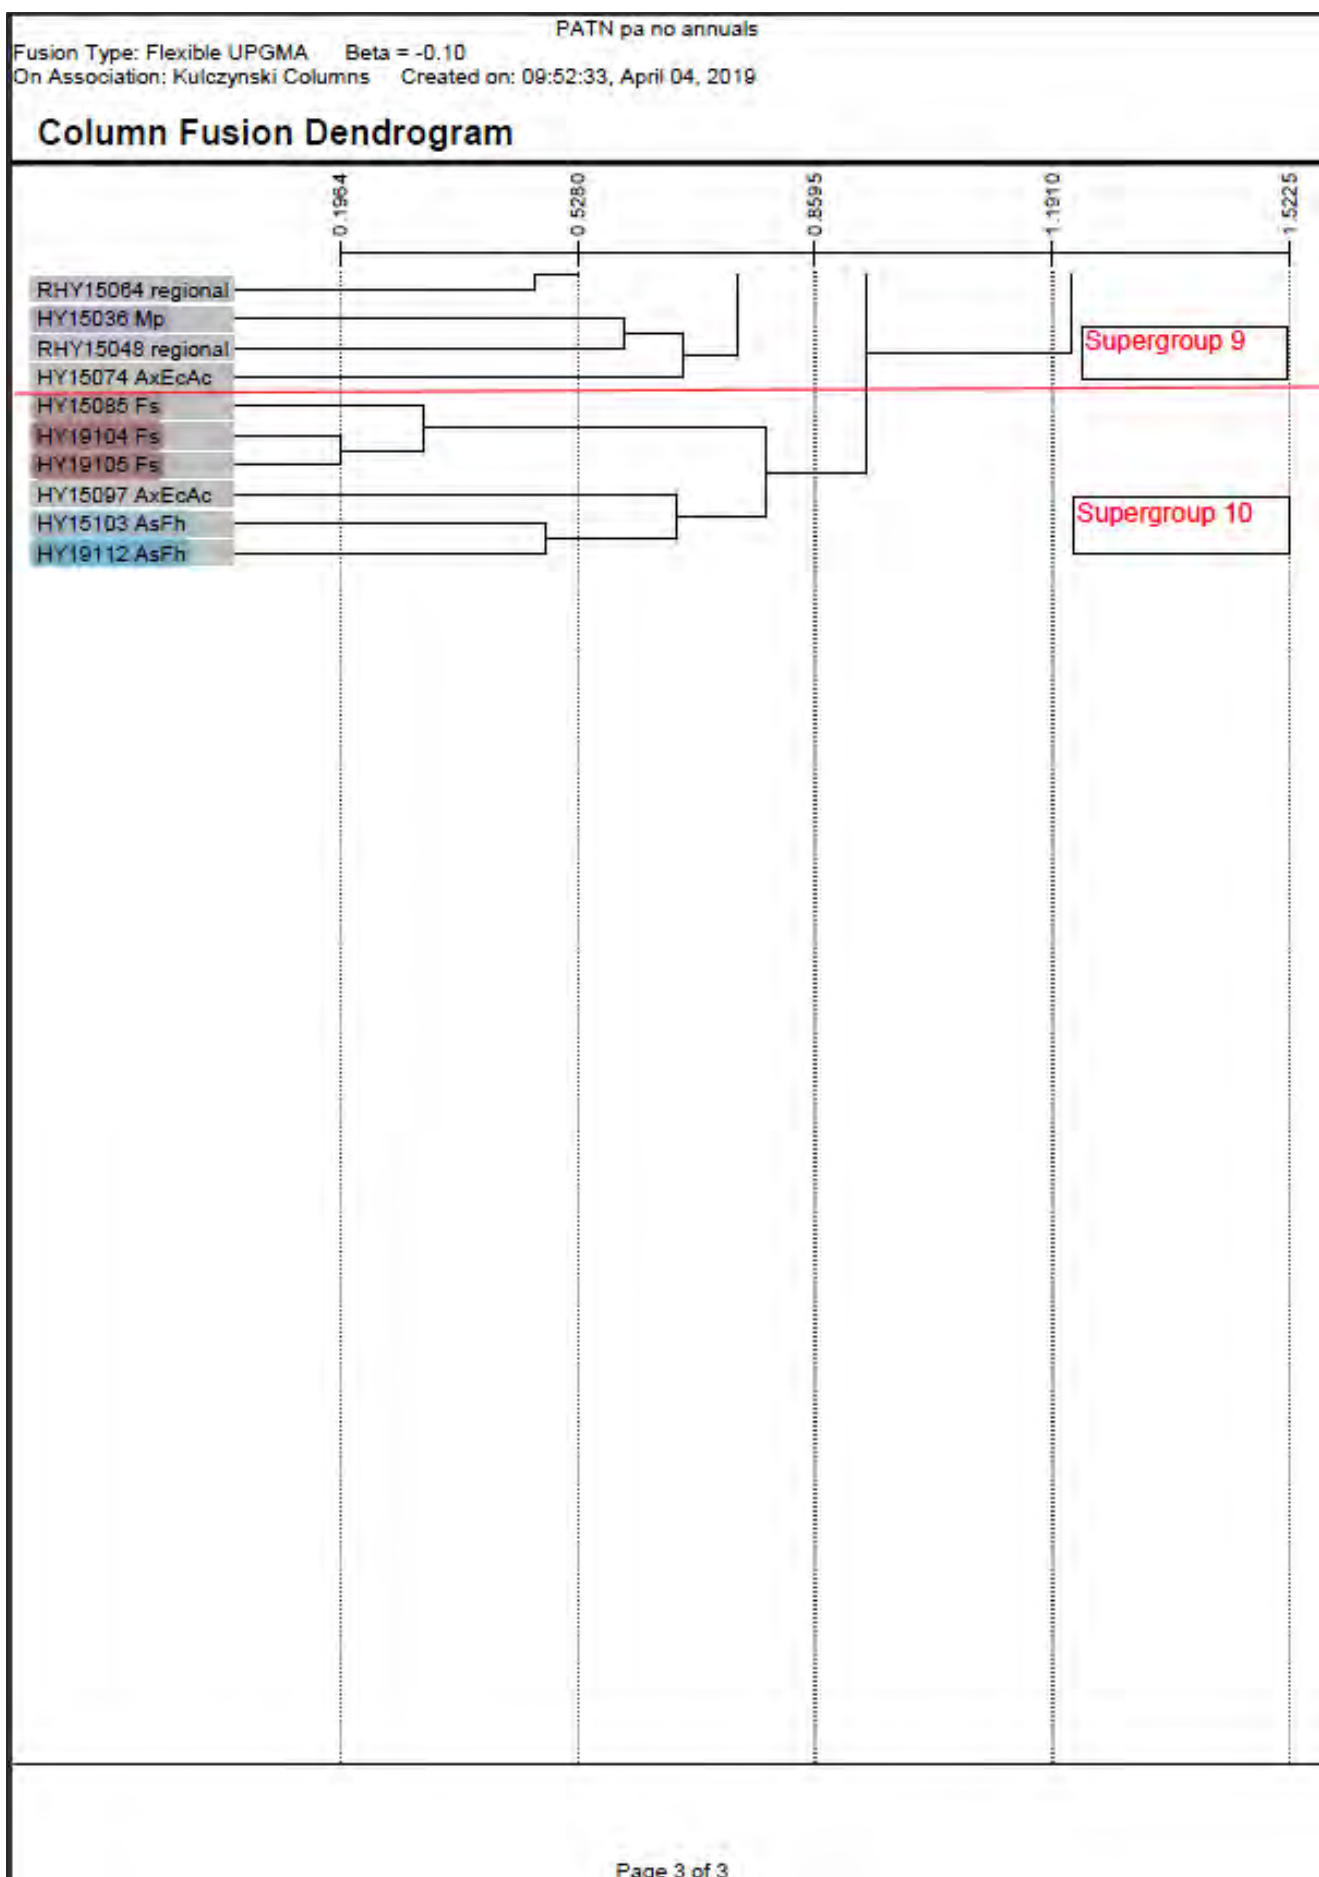 PATN pa no annuals
Fusion Type: Flexible UPGMA Beta = -0.10
On Association: Kulczynski Columns Created on: 09:52:33, April 04, 2019
Column Fusion Dendrogram
0.1964 0.5280 0.8595 1.1910 1.5225
RHY15064 regional
HY15036 Mp
RHY15048 regional
Supergroup 9
HY15074 AxEcAc
HY15085 Fs
HY19104 Fs
HY19105 Fs
HY15097 AxEcAc
Supergroup 10
HY15103 AsFh
HY19112 AsFh
Page 3 of 3